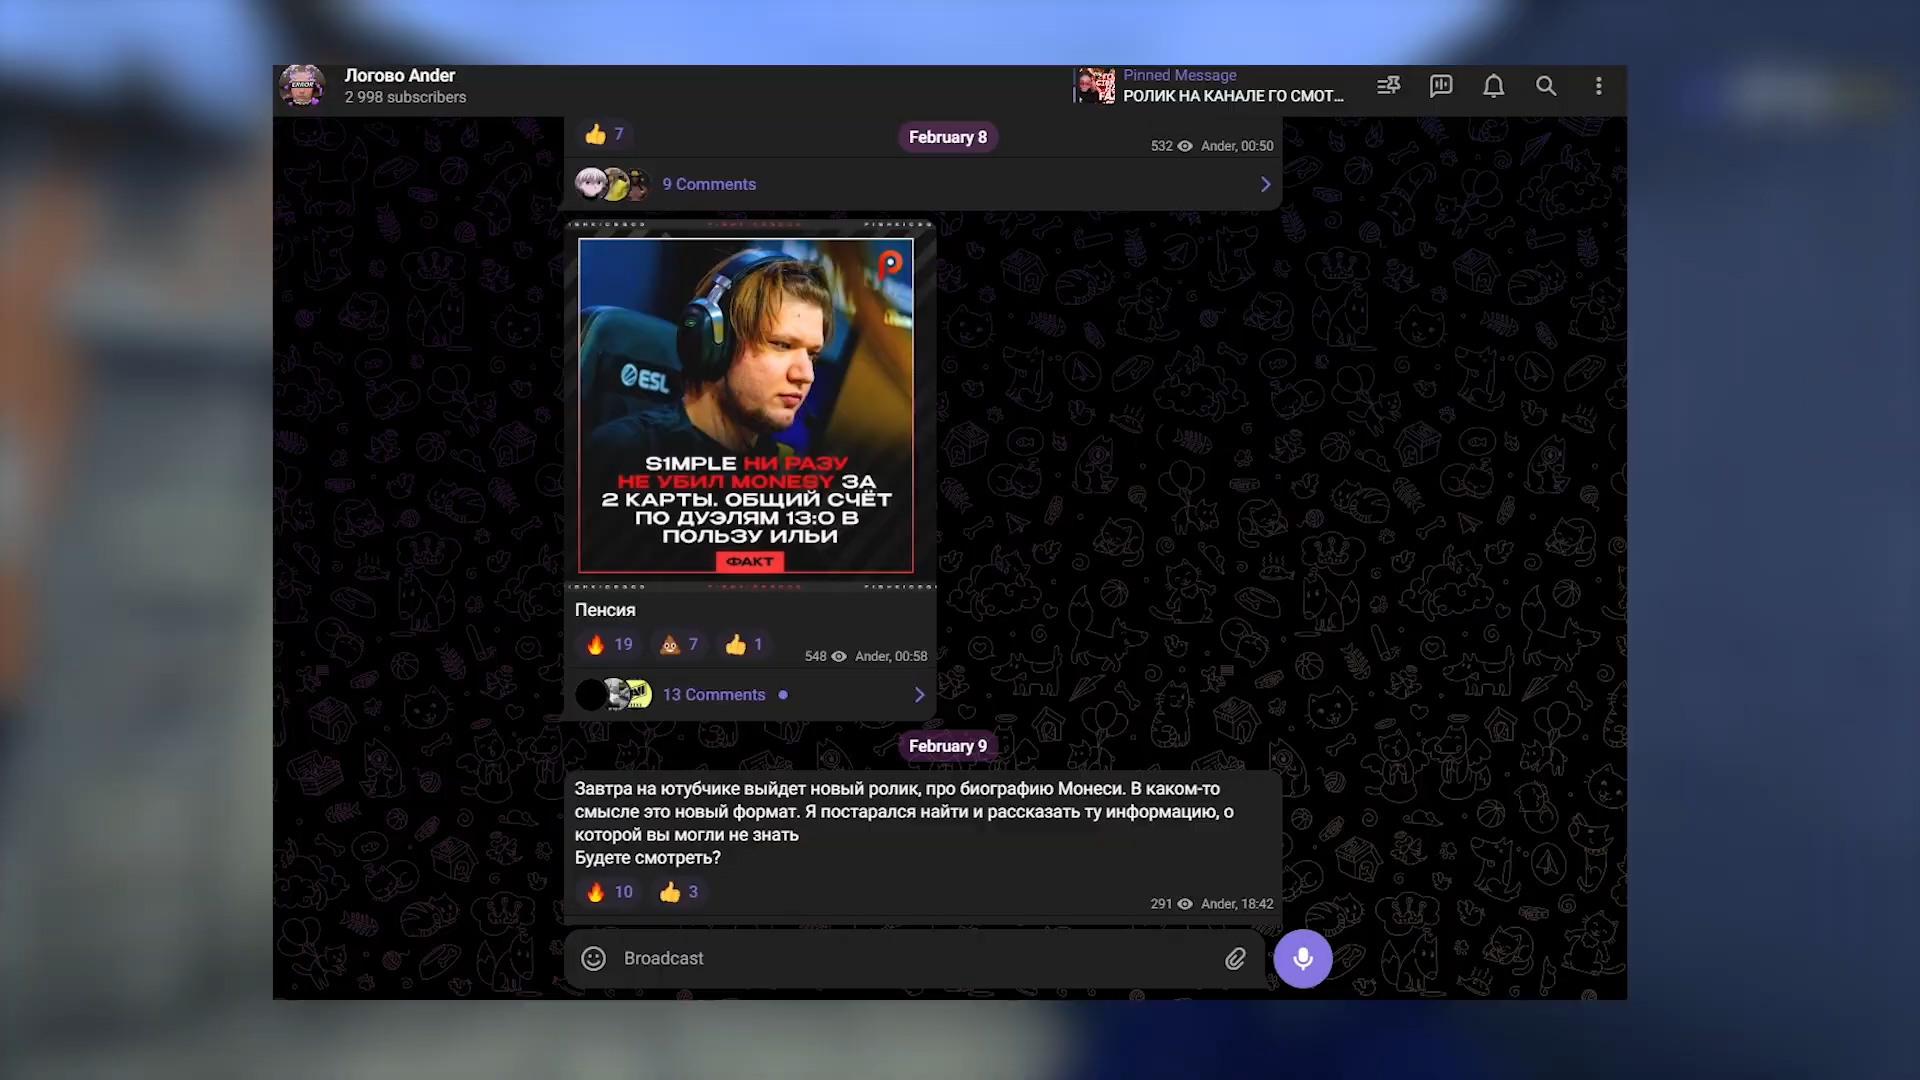 Логово Ander
2 998 subscribers
Pinned Message
РОЛИК НА КАНАЛЕ ГО СМОТ...
7
February 8
532 Ander, 00:50
9 Comments
ESL
S1MPLE НИ РАЗУ
НЕ УБИЛ MONESY ЗА
2 КАРТЫ. ОБЩИЙ СЧЁТ
ПО ДУЭЛЯМ 13:0 В
ПОЛЬЗУ ИЛЬИ
ФАКТ
Пенсия
19 7 1
548 Ander, 00:58
13 Comments
February 9
Завтра на ютубчике выйдет новый ролик, про биографию Монеси. В каком-то
смысле это новый формат. Я постарался найти и рассказать ту информацию, о
которой вы могли не знать
Будете смотреть?
10 3
291 Ander, 18:42
Broadcast